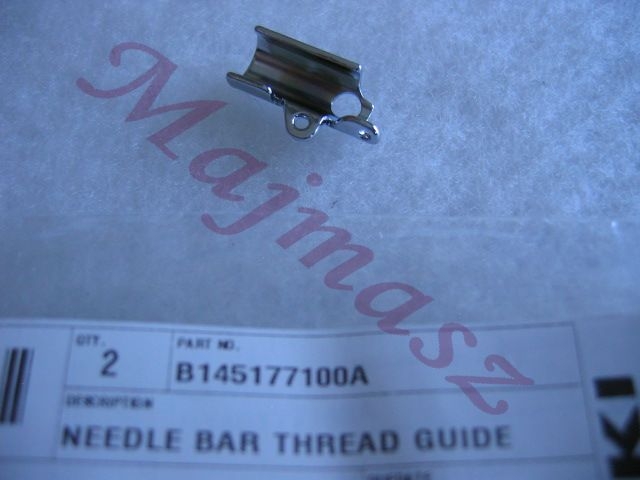 Majmasz
QTY. PART NO.
2 B145177100A
DESCRIPTION
NEEDLE BAR THREAD GUIDE